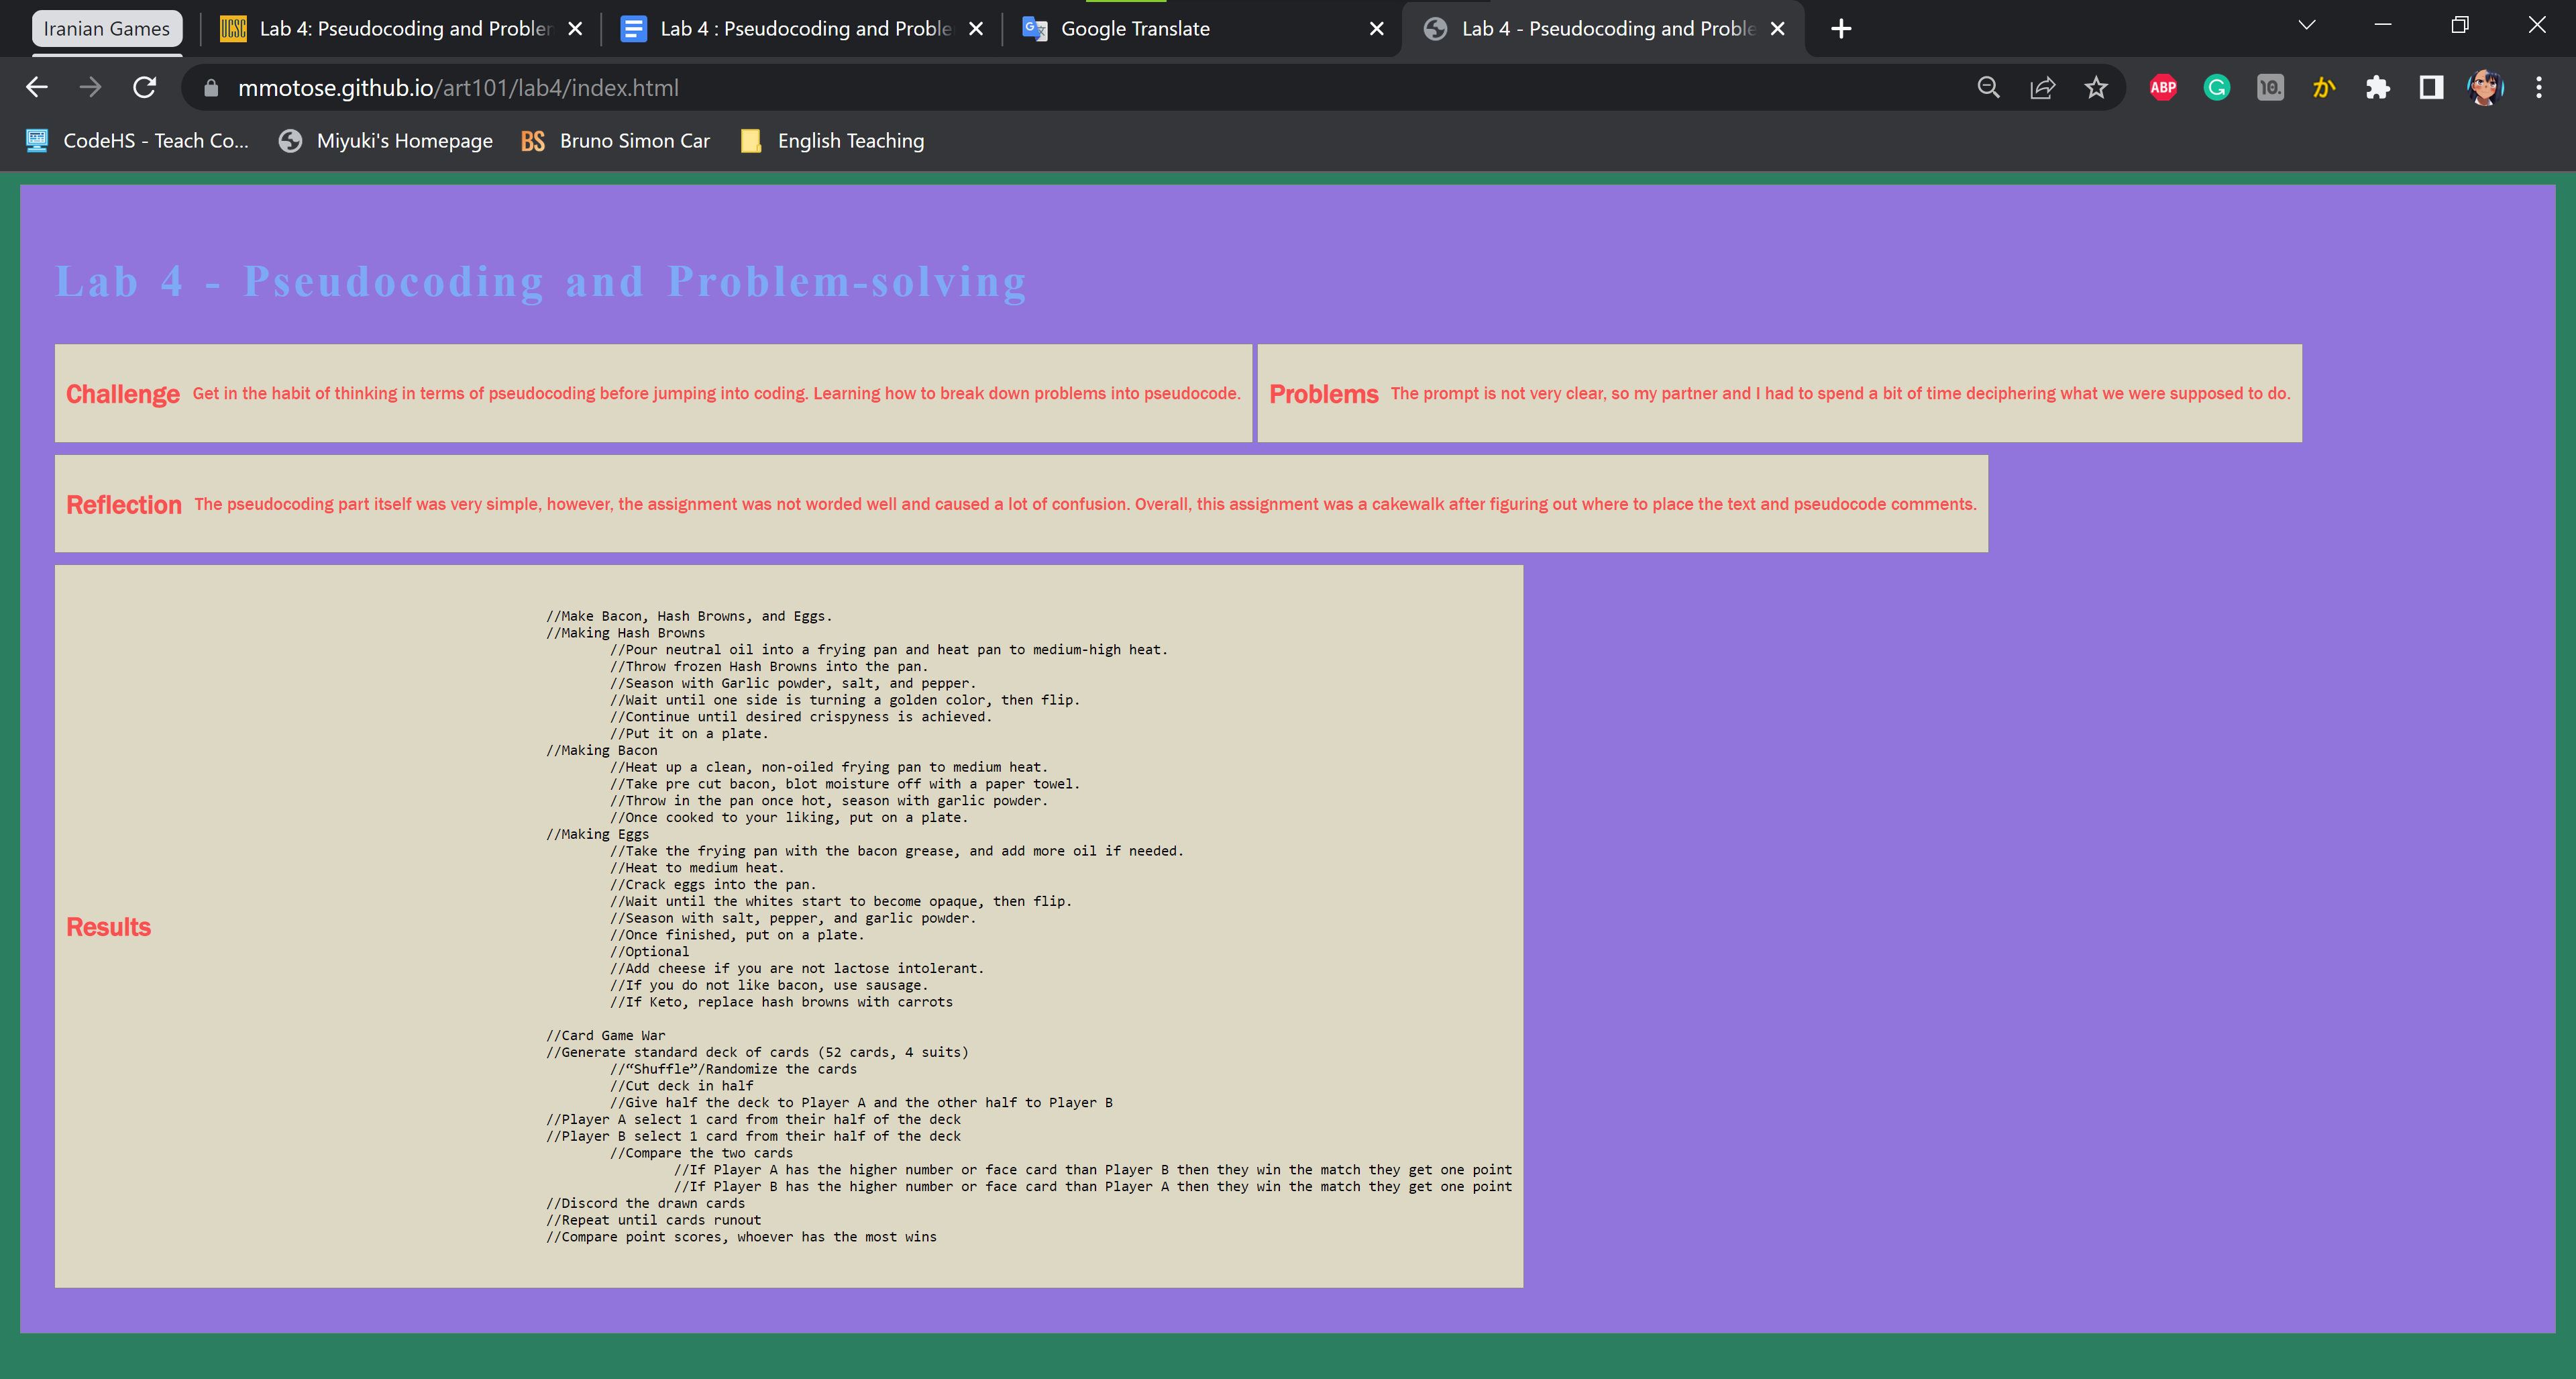 Iranian Games
Lab 4: Pseudocoding and Problem
Lab 4 : Pseudocoding and Proble
Google Translate
Lab 4 - Pseudocoding and Proble
mmotose.github.io/art101/lab4/index.html
CodeHS - Teach Co...
Miyuki's Homepage
BS Bruno Simon Car
English Teaching
Lab 4 - Pseudocoding and Problem-solving
Challenge Get in the habit of thinking in terms of pseudocoding before jumping into coding. Learning how to break down problems into pseudocode.
Problems The prompt is not very clear, so my partner and I had to spend a bit of time deciphering what we were supposed to do.
Reflection The pseudocoding part itself was very simple, however, the assignment was not worded well and caused a lot of confusion. Overall, this assignment was a cakewalk after figuring out where to place the text and pseudocode comments.
Results
//Make Bacon, Hash Browns, and Eggs.
//Making Hash Browns
//Pour neutral oil into a frying pan and heat pan to medium-high heat.
//Throw frozen Hash Browns into the pan.
//Season with Garlic powder, salt, and pepper.
//Wait until one side is turning a golden color, then flip.
//Continue until desired crispyness is achieved.
//Put it on a plate.
//Making Bacon
//Heat up a clean, non-oiled frying pan to medium heat.
//Take pre cut bacon, blot moisture off with a paper towel.
//Throw in the pan once hot, season with garlic powder.
//Once cooked to your liking, put on a plate.
//Making Eggs
//Take the frying pan with the bacon grease, and add more oil if needed.
//Heat to medium heat.
//Crack eggs into the pan.
//Wait until the whites start to become opaque, then flip.
//Season with salt, pepper, and garlic powder.
//Once finished, put on a plate.
//Optional
//Add cheese if you are not lactose intolerant.
//If you do not like bacon, use sausage.
//If Keto, replace hash browns with carrots
//Card Game War
//Generate standard deck of cards (52 cards, 4 suits)
//“Shuffle”/Randomize the cards
//Cut deck in half
//Give half the deck to Player A and the other half to Player B
//Player A select 1 card from their half of the deck
//Player B select 1 card from their half of the deck
//Compare the two cards
//If Player A has the higher number or face card than Player B then they win the match they get one point
//If Player B has the higher number or face card than Player A then they win the match they get one point
//Discord the drawn cards
//Repeat until cards runout
//Compare point scores, whoever has the most wins